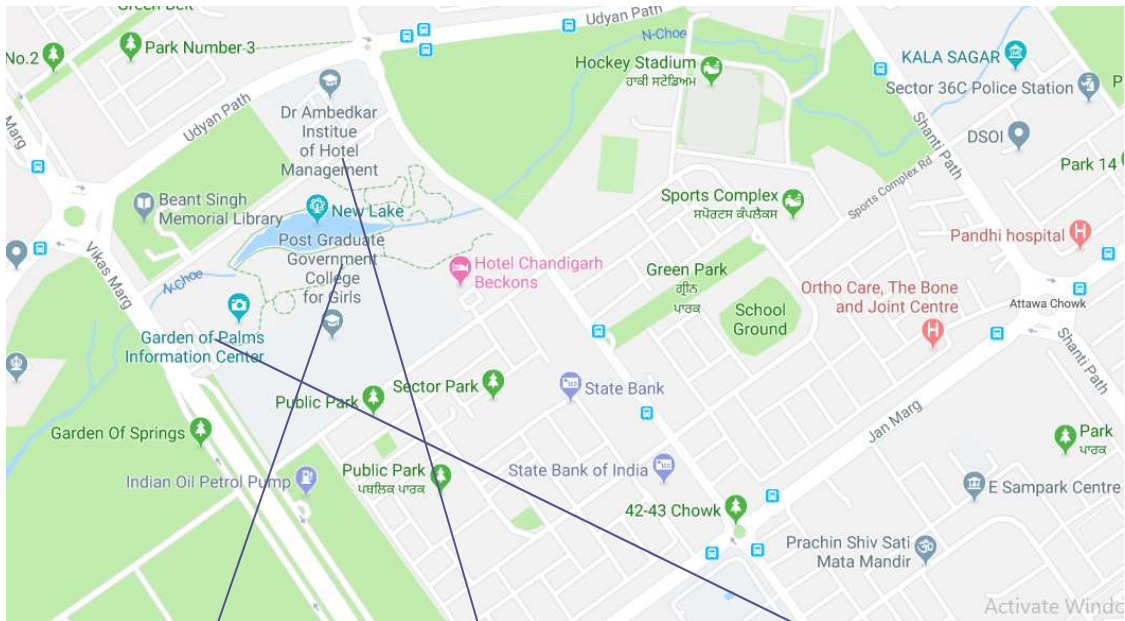 Green Belt
Udyan Path
No.2
Park Number 3
N-Choe
Hockey Stadium
ਹਾਕੀ ਸਟੇਡਿਅਮ
KALA SAGAR
Sector 36C Police Station
P
Marg
Udyan Path
Dr Ambedkar
Institue
of Hotel
Management
Shanti Path
DSOI
Park 14
Beant Singh
Memorial Library
New Lake
Sports Complex
ਸਪੋਰਟਸ ਕੰਪਲੈਕਸ
Sports Complex Rd
Pandhi hospital
Vikas Marg
N-Choe
Post Graduate
Government
College
for Girls
Hotel Chandigarh
Beckons
Green Park
ਗ੍ਰੀਨ
ਪਾਰਕ
School
Ground
Ortho Care, The Bone
and Joint Centre
Attawa Chowk
Garden of Palms
Information Center
Shanti Path
Public Park
Sector Park
State Bank
Jan Marg
Garden Of Springs
Park
ਪਾਰਕ
Indian Oil Petrol Pump
Public Park
ਪਬਲਿਕ ਪਾਰਕ
State Bank of India
E Sampark Centre
42-43 Chowk
Prachin Shiv Sati
Mata Mandir
Activate Windo